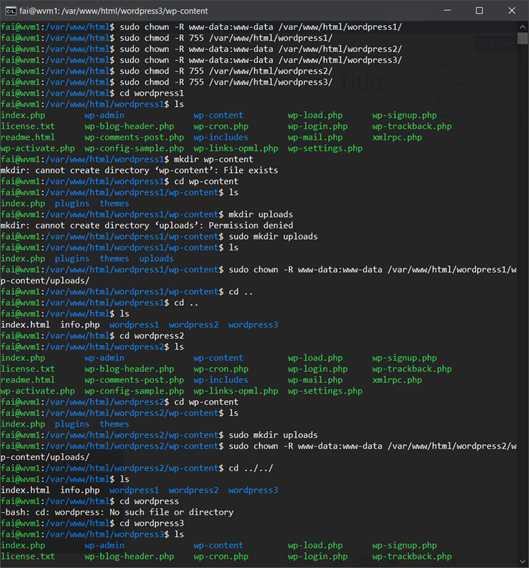 fai@wvm1: /var/www/html/wordpress3/wp-content
fai@wvm1:/var/www/html$ sudo chown -R www-data:www-data /var/www/html/wordpress1/
fai@wvm1:/var/www/html$ sudo chmod -R 755 /var/www/html/wordpress1/
fai@wvm1:/var/www/html$ sudo chown -R www-data:www-data /var/www/html/wordpress2/
fai@wvm1:/var/www/html$ sudo chown -R www-data:www-data /var/www/html/wordpress3/
fai@wvm1:/var/www/html$ sudo chmod -R 755 /var/www/html/wordpress2/
fai@wvm1:/var/www/html$ sudo chmod -R 755 /var/www/html/wordpress3/
fai@wvm1:/var/www/html$ cd wordpress1
fai@wvm1:/var/www/html/wordpress1$ ls
index.php wp-admin wp-content wp-load.php wp-signup.php
license.txt wp-blog-header.php wp-cron.php wp-login.php wp-trackback.php
readme.html wp-comments-post.php wp-includes wp-mail.php xmlrpc.php
wp-activate.php wp-config-sample.php wp-links-opml.php wp-settings.php
fai@wvm1:/var/www/html/wordpress1$ mkdir wp-content
mkdir: cannot create directory ‘wp-content’: File exists
fai@wvm1:/var/www/html/wordpress1$ cd wp-content
fai@wvm1:/var/www/html/wordpress1/wp-content$ ls
index.php plugins themes
fai@wvm1:/var/www/html/wordpress1/wp-content$ mkdir uploads
mkdir: cannot create directory ‘uploads’: Permission denied
fai@wvm1:/var/www/html/wordpress1/wp-content$ sudo mkdir uploads
fai@wvm1:/var/www/html/wordpress1/wp-content$ ls
index.php plugins themes uploads
fai@wvm1:/var/www/html/wordpress1/wp-content$ sudo chown -R www-data:www-data /var/www/html/wordpress1/w
p-content/uploads/
fai@wvm1:/var/www/html/wordpress1/wp-content$ cd ..
fai@wvm1:/var/www/html/wordpress1$ cd ..
fai@wvm1:/var/www/html$ ls
index.html info.php wordpress1 wordpress2 wordpress3
fai@wvm1:/var/www/html$ cd wordpress2
fai@wvm1:/var/www/html/wordpress2$ ls
index.php wp-admin wp-content wp-load.php wp-signup.php
license.txt wp-blog-header.php wp-cron.php wp-login.php wp-trackback.php
readme.html wp-comments-post.php wp-includes wp-mail.php xmlrpc.php
wp-activate.php wp-config-sample.php wp-links-opml.php wp-settings.php
fai@wvm1:/var/www/html/wordpress2$ cd wp-content
fai@wvm1:/var/www/html/wordpress2/wp-content$ ls
index.php plugins themes
fai@wvm1:/var/www/html/wordpress2/wp-content$ sudo mkdir uploads
fai@wvm1:/var/www/html/wordpress2/wp-content$ sudo chown -R www-data:www-data /var/www/html/wordpress2/w
p-content/uploads/
fai@wvm1:/var/www/html/wordpress2/wp-content$ cd ../../
fai@wvm1:/var/www/html$ ls
index.html info.php wordpress1 wordpress2 wordpress3
fai@wvm1:/var/www/html$ cd wordpress
-bash: cd: wordpress: No such file or directory
fai@wvm1:/var/www/html$ cd wordpress3
fai@wvm1:/var/www/html/wordpress3$ ls
index.php wp-admin wp-content wp-load.php wp-signup.php
license.txt wp-blog-header.php wp-cron.php wp-login.php wp-trackback.php